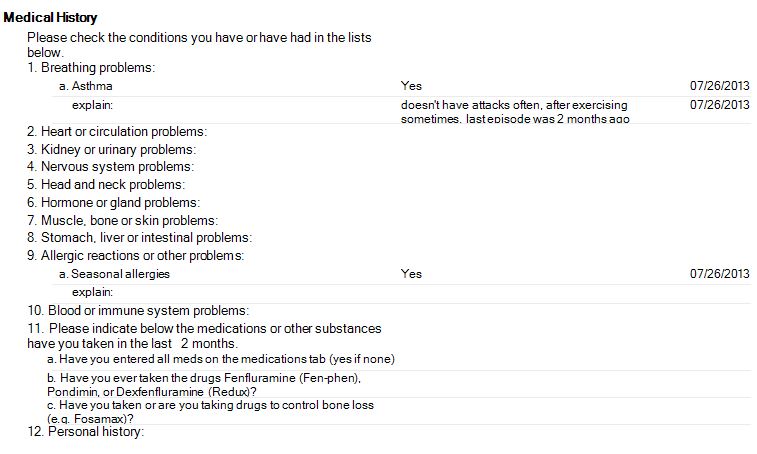 Medical History
Please check the conditions you have or have had in the lists
below.
1. Breathing problems:
a. Asthma Yes 07/26/2013
explain: doesn't have attacks often, after exercising 07/26/2013
sometimes. last episode was 2 months ago
2. Heart or circulation problems:
3. Kidney or urinary problems:
4. Nervous system problems:
5. Head and neck problems:
6. Hormone or gland problems:
7. Muscle, bone or skin problems:
8. Stomach, liver or intestinal problems:
9. Allergic reactions or other problems:
a. Seasonal allergies Yes 07/26/2013
explain:
10. Blood or immune system problems:
11. Please indicate below the medications or other substances
have you taken in the last 2 months.
a. Have you entered all meds on the medications tab (yes if none)
b. Have you ever taken the drugs Fenfluramine (Fen-phen),
Pondimin, or Dexfenfluramine (Redux)?
c. Have you taken or are you taking drugs to control bone loss
(e.g. Fosamax)?
12. Personal history: